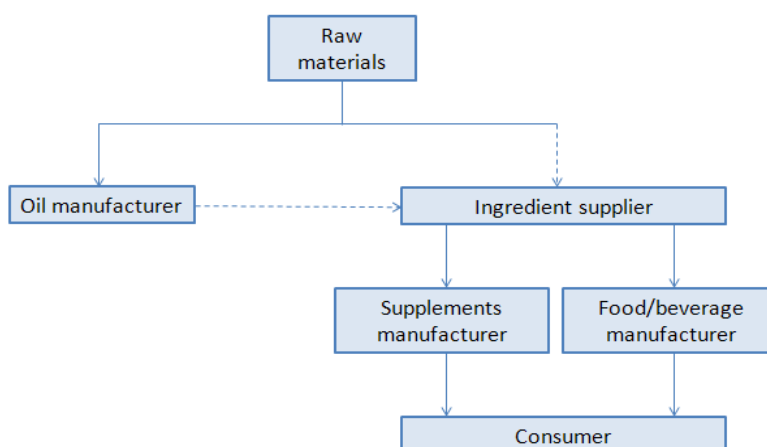 Raw
materials
Oil manufacturer
Ingredient supplier
Supplements
manufacturer
Food/beverage
manufacturer
Consumer